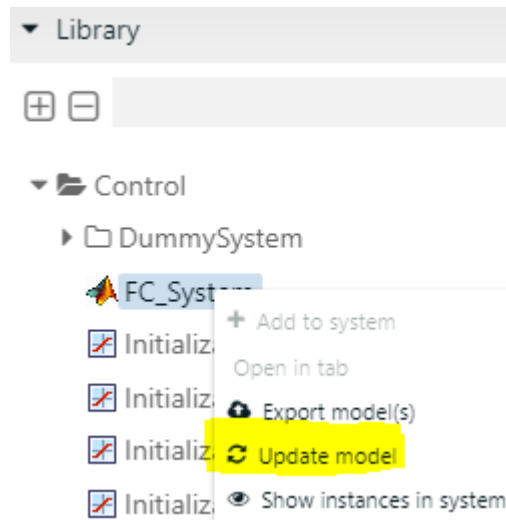 Library
Control
DummySystem
FC_System
Add to system
Initializ
Open in tab
Initializ
Export model(s)
Initializ
Update model
Initializ
Show instances in system